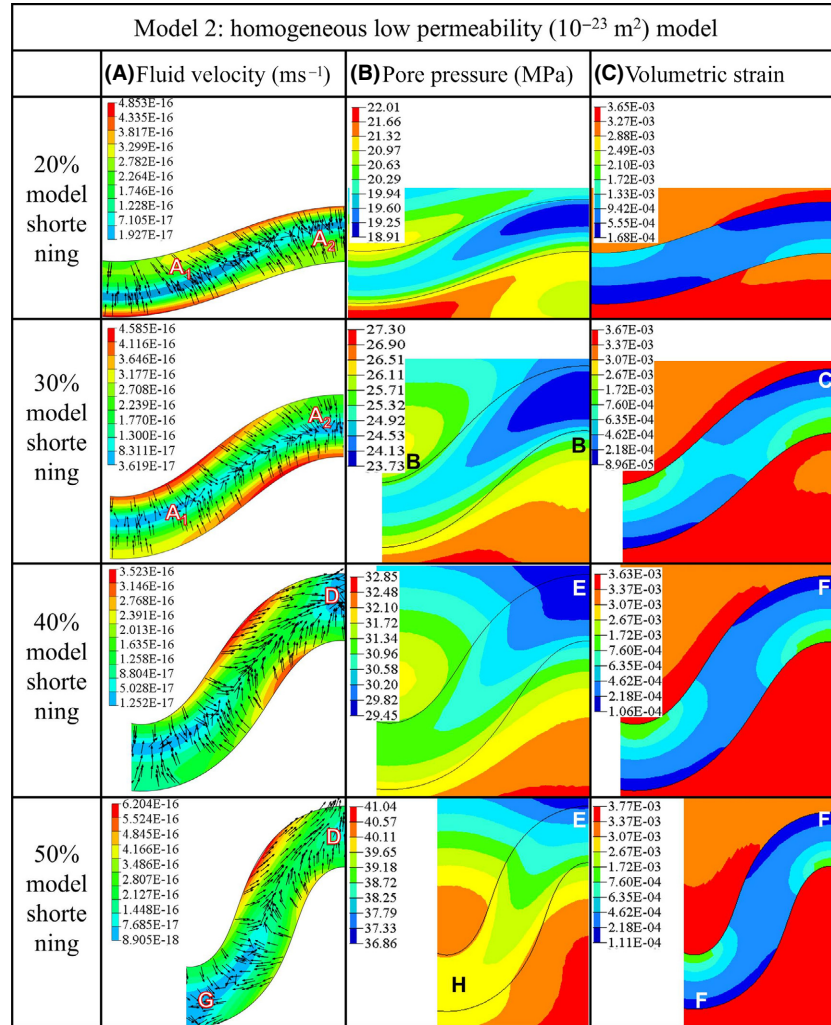 Model 2: homogeneous low permeability (10⁻²³ m²) model
(A) Fluid velocity (ms⁻¹)
(B) Pore pressure (MPa)
(C) Volumetric strain
20%
model
shorte
ning
4.853E-16
4.335E-16
3.817E-16
3.299E-16
2.782E-16
2.264E-16
1.746E-16
1.228E-16
7.105E-17
1.927E-17
A₁
A₂
22.01
21.66
21.32
20.97
20.63
20.29
19.94
19.60
19.25
18.91
3.65E-03
3.27E-03
2.88E-03
2.49E-03
2.10E-03
1.72E-03
1.33E-03
9.42E-04
5.55E-04
1.68E-04
30%
model
shorte
ning
4.585E-16
4.116E-16
3.646E-16
3.177E-16
2.708E-16
2.239E-16
1.770E-16
1.300E-16
8.311E-17
3.619E-17
A₂
A₁
27.30
26.90
26.51
26.11
25.71
25.32
24.92
24.53
24.13
23.73
B
B
3.67E-03
3.37E-03
3.07E-03
2.67E-03
1.72E-03
7.60E-04
6.35E-04
4.62E-04
2.18E-04
8.96E-05
C
40%
model
shorte
ning
3.523E-16
3.146E-16
2.768E-16
2.391E-16
2.013E-16
1.635E-16
1.258E-16
8.804E-17
5.028E-17
1.252E-17
D
32.85
32.48
32.10
31.72
31.34
30.96
30.58
30.20
29.82
29.45
E
3.63E-03
3.37E-03
3.07E-03
2.67E-03
1.72E-03
7.60E-04
6.35E-04
4.62E-04
2.18E-04
1.06E-04
F
50%
model
shorte
ning
6.204E-16
5.524E-16
4.845E-16
4.166E-16
3.486E-16
2.807E-16
2.127E-16
1.448E-16
7.685E-17
8.905E-18
D
G
41.04
40.57
40.11
39.65
39.18
38.72
38.25
37.79
37.33
36.86
E
H
3.77E-03
3.37E-03
3.07E-03
2.67E-03
1.72E-03
7.60E-04
6.35E-04
4.62E-04
2.18E-04
1.11E-04
F
F